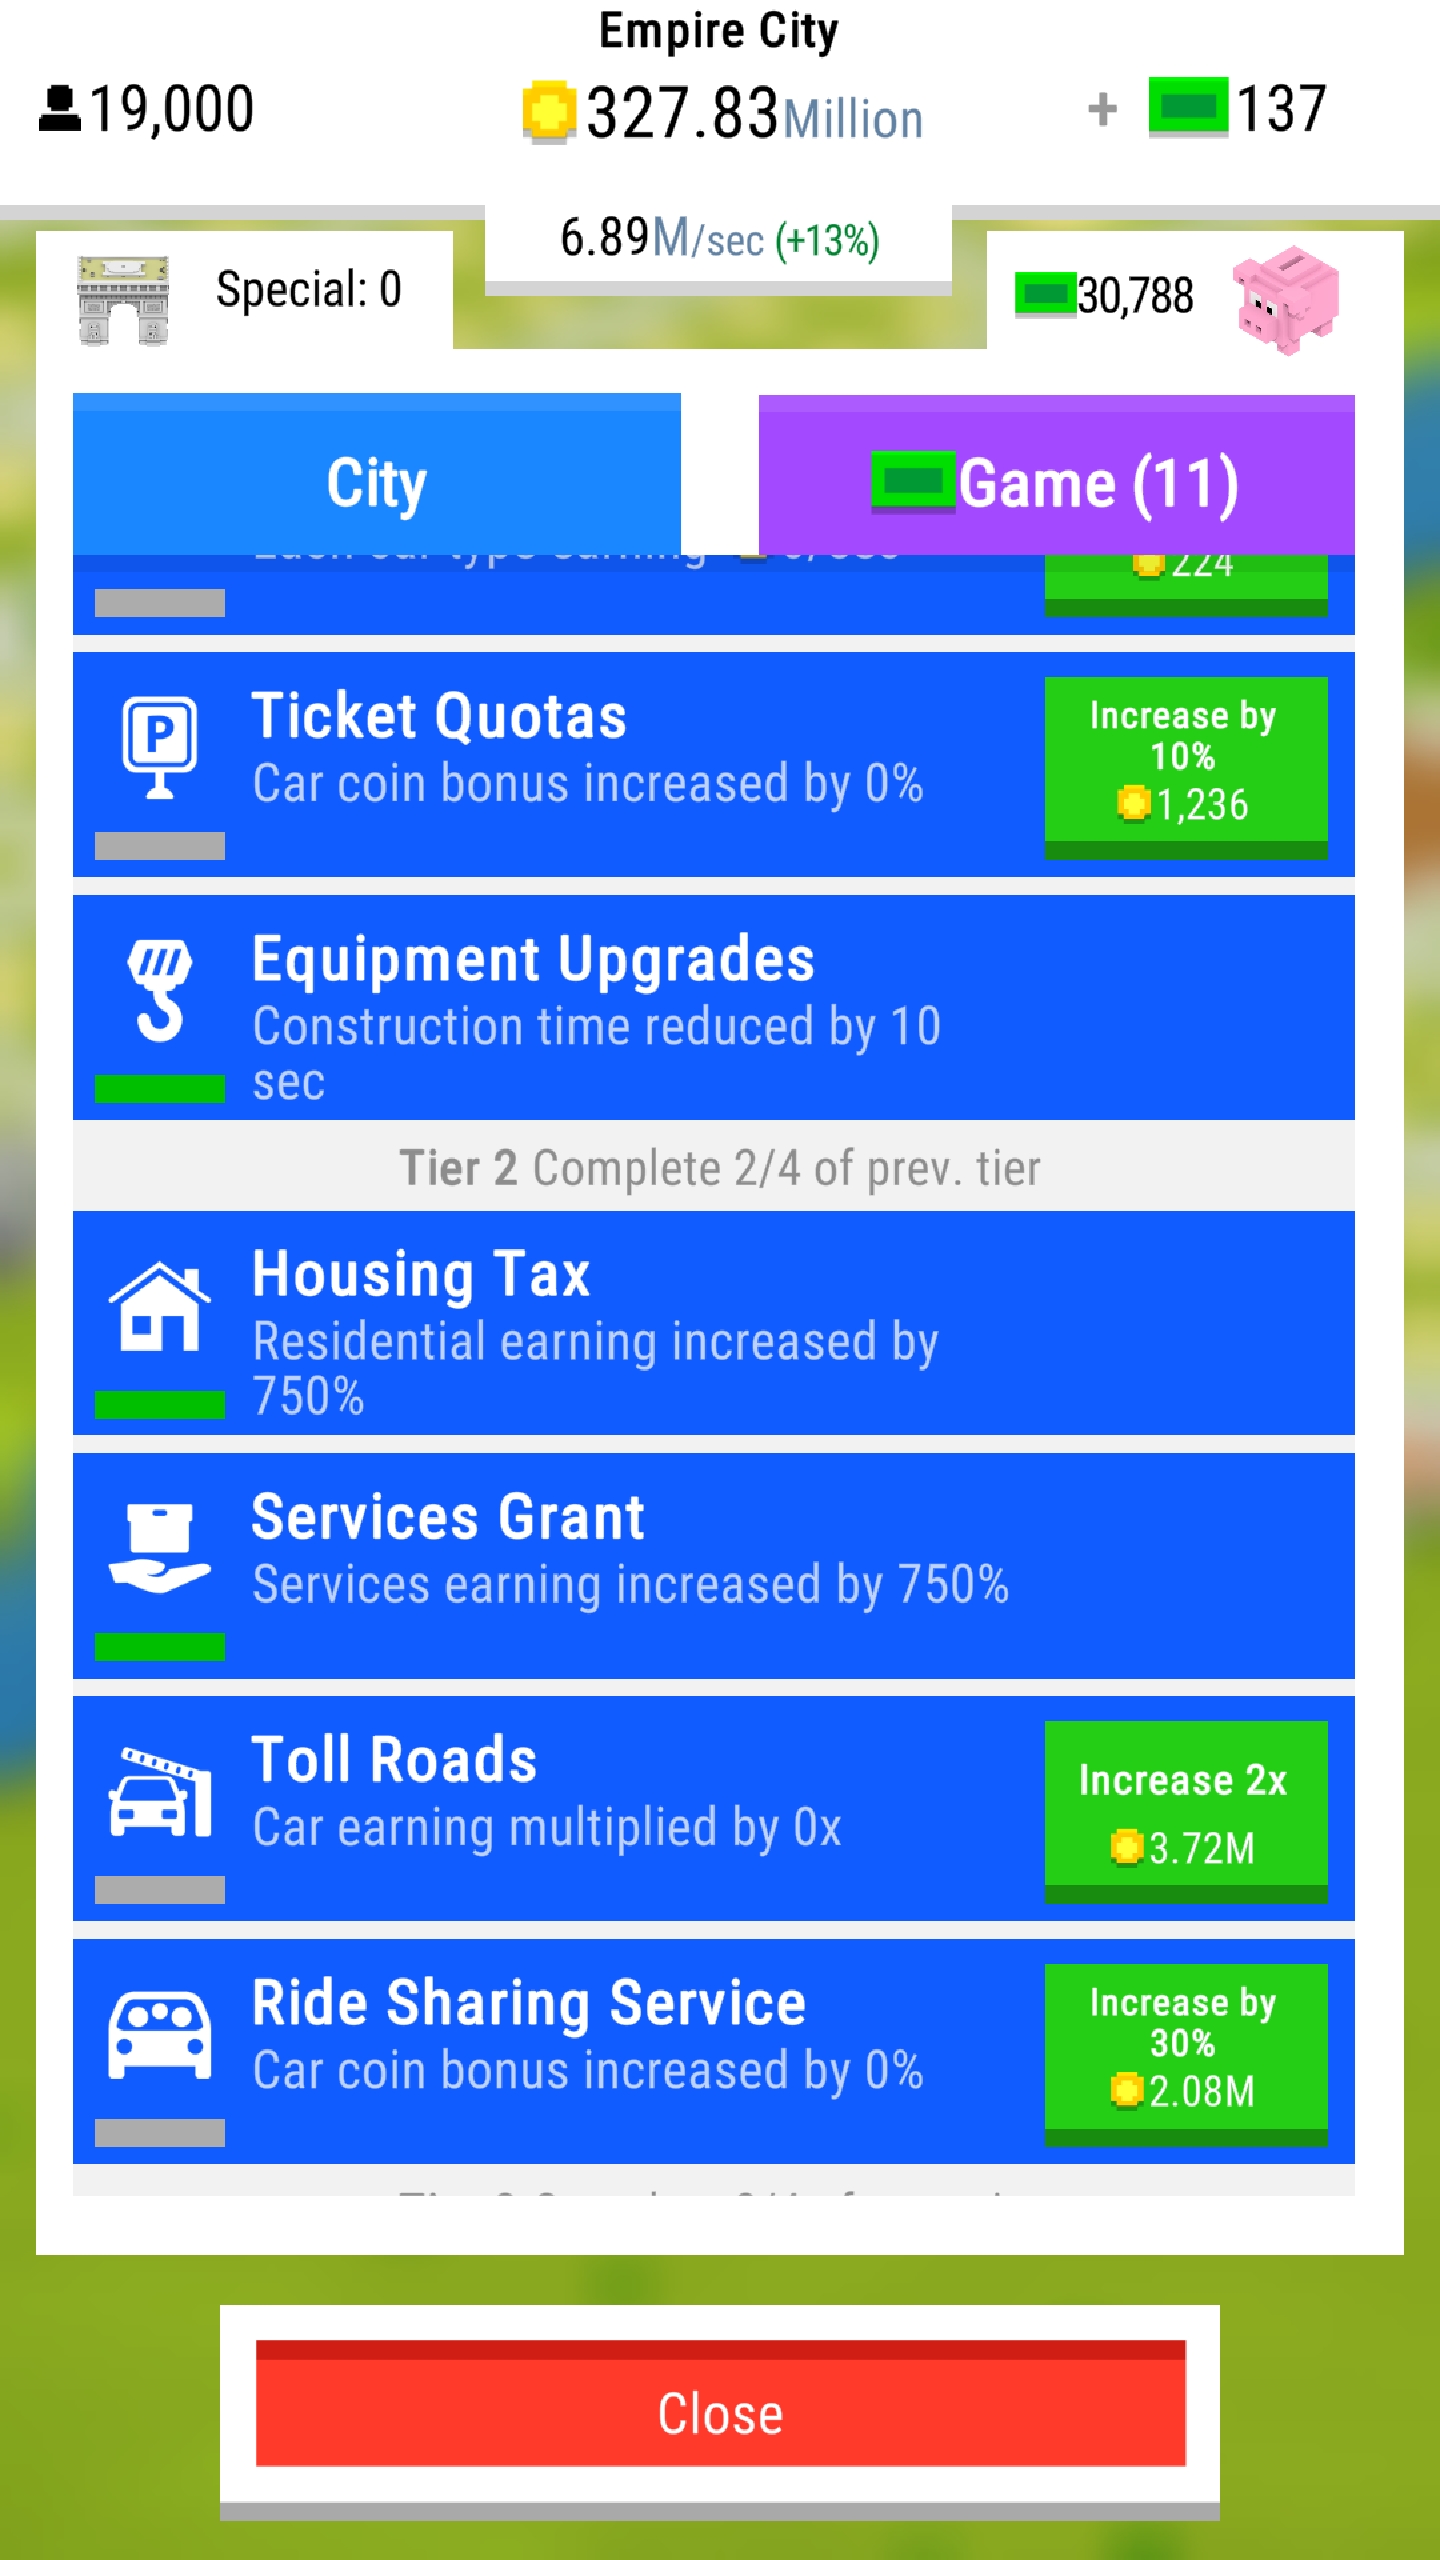 Empire City
19,000
327.83Million
+ 137
6.89M/sec (+13%)
Special: 0
30,788
City
Game (11)
224
Ticket Quotas
Car coin bonus increased by 0%
Increase by
10%
1,236
Equipment Upgrades
Construction time reduced by 10
sec
Tier 2 Complete 2/4 of prev. tier
Housing Tax
Residential earning increased by
750%
Services Grant
Services earning increased by 750%
Toll Roads
Car earning multiplied by 0x
Increase 2x
3.72M
Ride Sharing Service
Car coin bonus increased by 0%
Increase by
30%
2.08M
Close